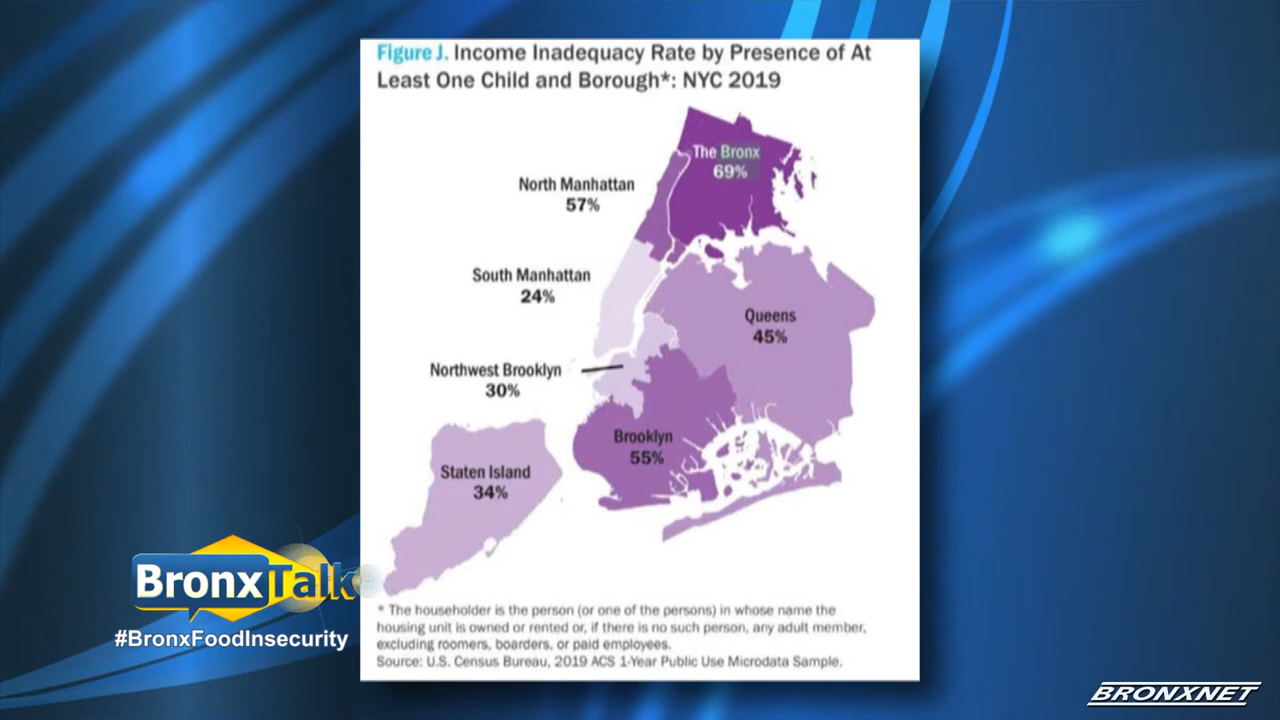 Figure J. Income Inadequacy Rate by Presence of At
Least One Child and Borough*: NYC 2019
The Bronx
69%
North Manhattan
57%
South Manhattan
24%
Queens
45%
Northwest Brooklyn
30%
Brooklyn
55%
Staten Island
34%
BronxTalk
#BronxFoodInsecurity
* The householder is the person (or one of the persons) in whose name the
housing unit is owned or rented or, if there is no such person, any adult member,
excluding roomers, boarders, or paid employees.
Source: U.S. Census Bureau, 2019 ACS 1-Year Public Use Microdata Sample.
BRONXNET